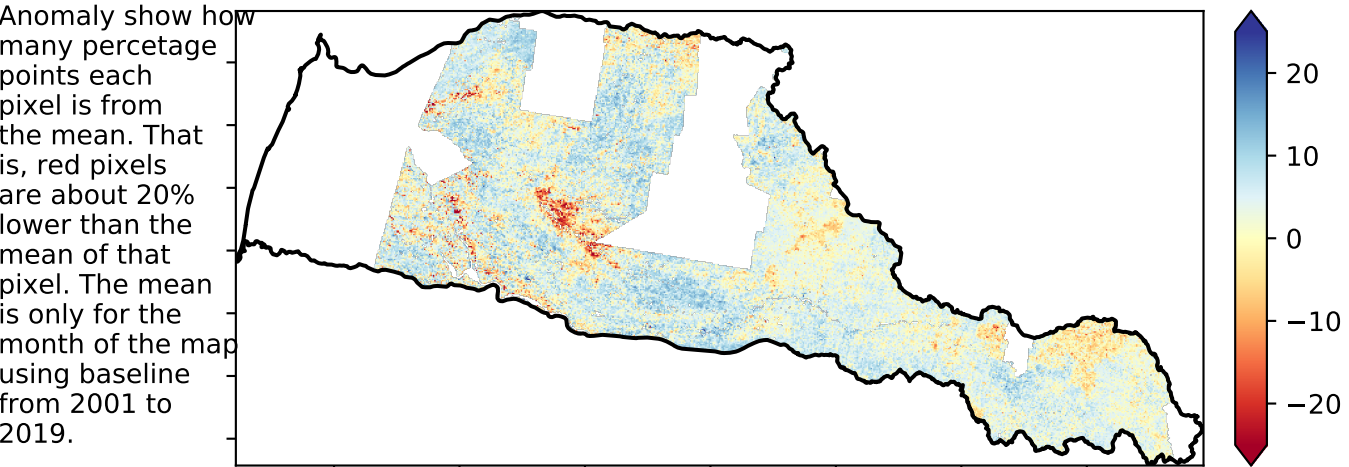 Anomaly show how
many percetage
points each
pixel is from
the mean. That
is, red pixels
are about 20%
lower than the
mean of that
pixel. The mean
is only for the
month of the map
using baseline
from 2001 to
2019.
20
10
0
−10
−20